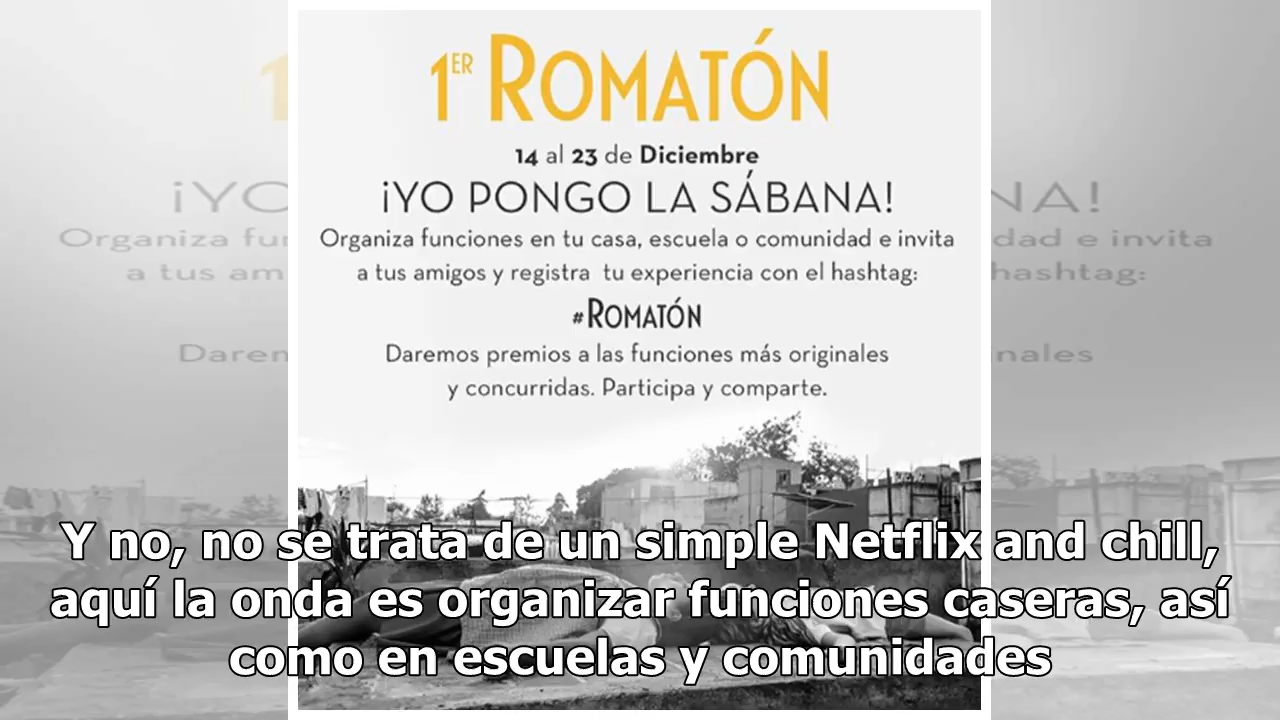 1ER ROMATÓN
14 al 23 de Diciembre
¡YO PONGO LA SÁBANA!
Organiza funciones en tu casa, escuela o comunidad e invita
a tus amigos y registra tu experiencia con el hashtag:
#ROMATÓN
Daremos premios a las funciones más originales
y concurridas. Participa y comparte.
Y no, no se trata de un simple Netflix and chill,
aquí la onda es organizar funciones caseras, así
como en escuelas y comunidades